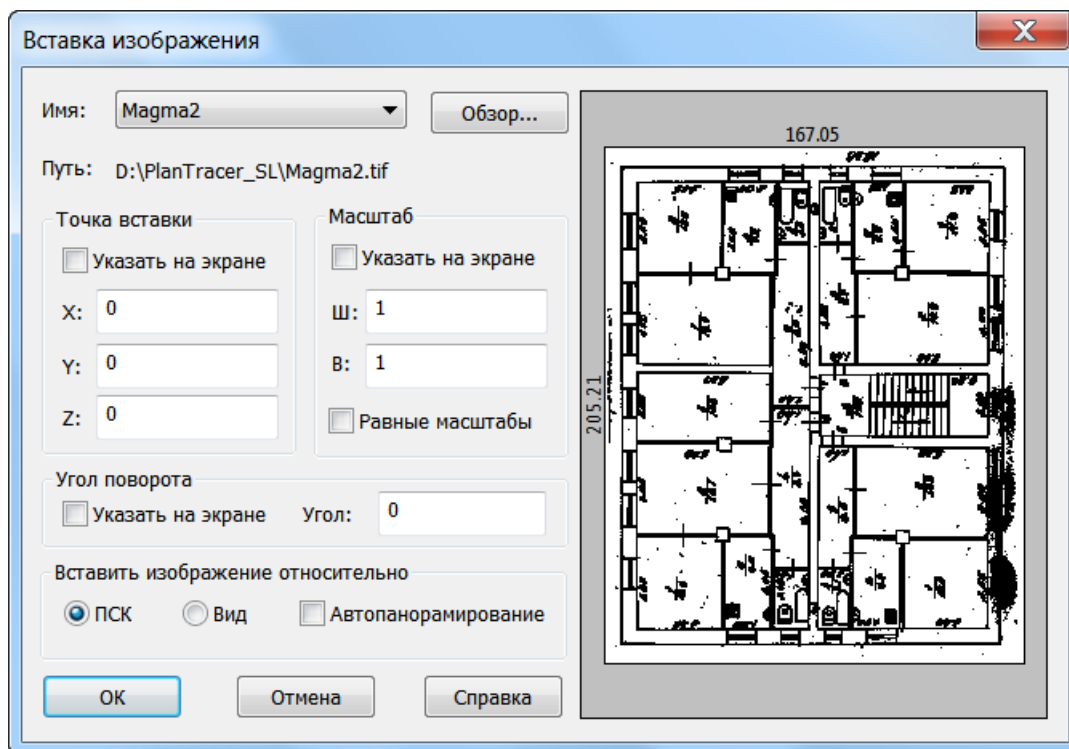 Вставка изображения
Имя: Magma2 Обзор...
Путь: D:\PlanTracer_SL\Magma2.tif
Точка вставки
Указать на экране
X: 0
Y: 0
Z: 0
Масштаб
Указать на экране
Ш: 1
В: 1
Равные масштабы
Угол поворота
Указать на экране Угол: 0
Вставить изображение относительно
ПСК Вид Автопанорамирование
ОК Отмена Справка
167.05
205.21